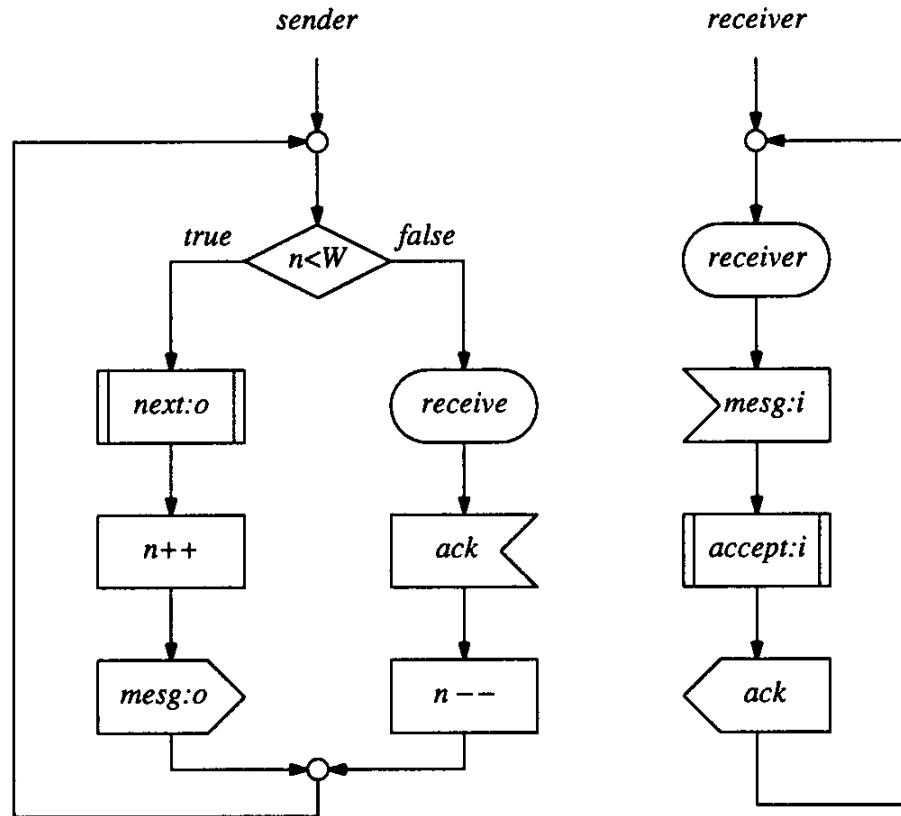 sender
receiver
true
false
n<W
receiver
next:o
receive
mesg:i
n++
ack
accept:i
mesg:o
n--
ack